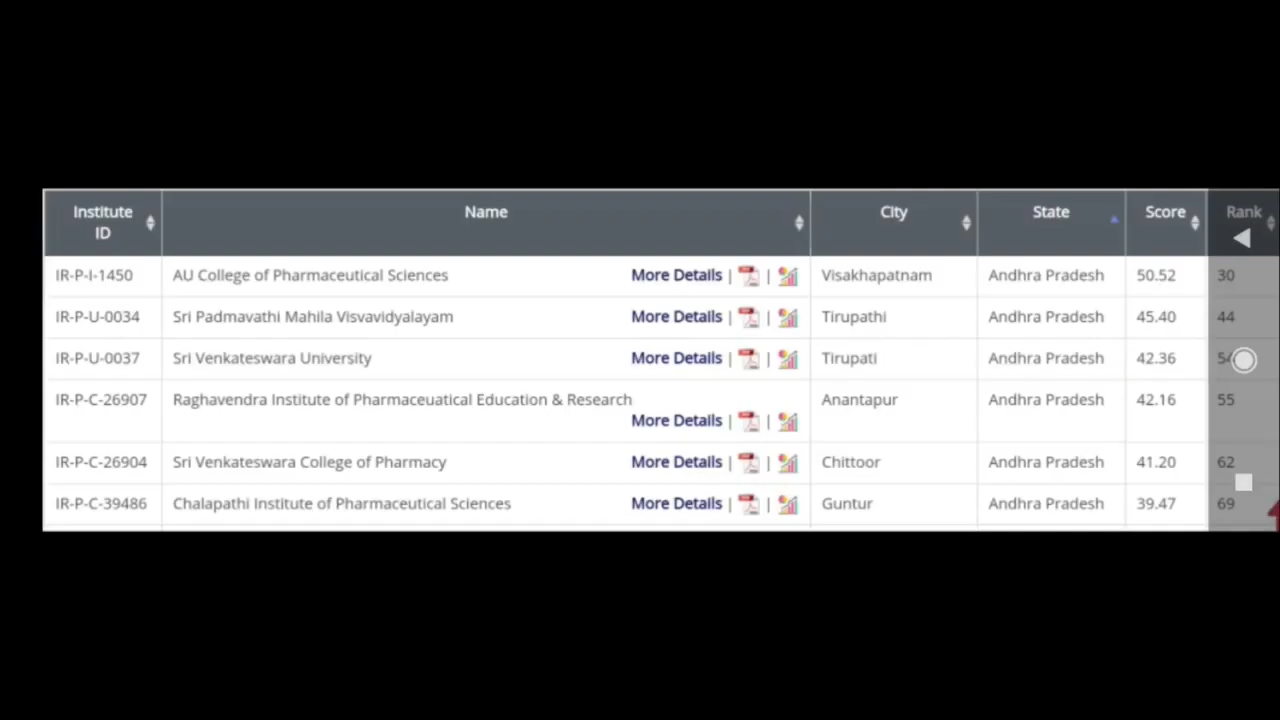 Institute ID Name City State Score Rank
IR-P-I-1450 AU College of Pharmaceutical Sciences More Details | | Visakhapatnam Andhra Pradesh 50.52 30
IR-P-U-0034 Sri Padmavathi Mahila Visvavidyalayam More Details | | Tirupathi Andhra Pradesh 45.40 44
IR-P-U-0037 Sri Venkateswara University More Details | | Tirupati Andhra Pradesh 42.36
IR-P-C-26907 Raghavendra Institute of Pharmaceuatical Education & Research Anantapur Andhra Pradesh 42.16 55
More Details | |
IR-P-C-26904 Sri Venkateswara College of Pharmacy More Details | | Chittoor Andhra Pradesh 41.20 62
IR-P-C-39486 Chalapathi Institute of Pharmaceutical Sciences More Details | | Guntur Andhra Pradesh 39.47 69